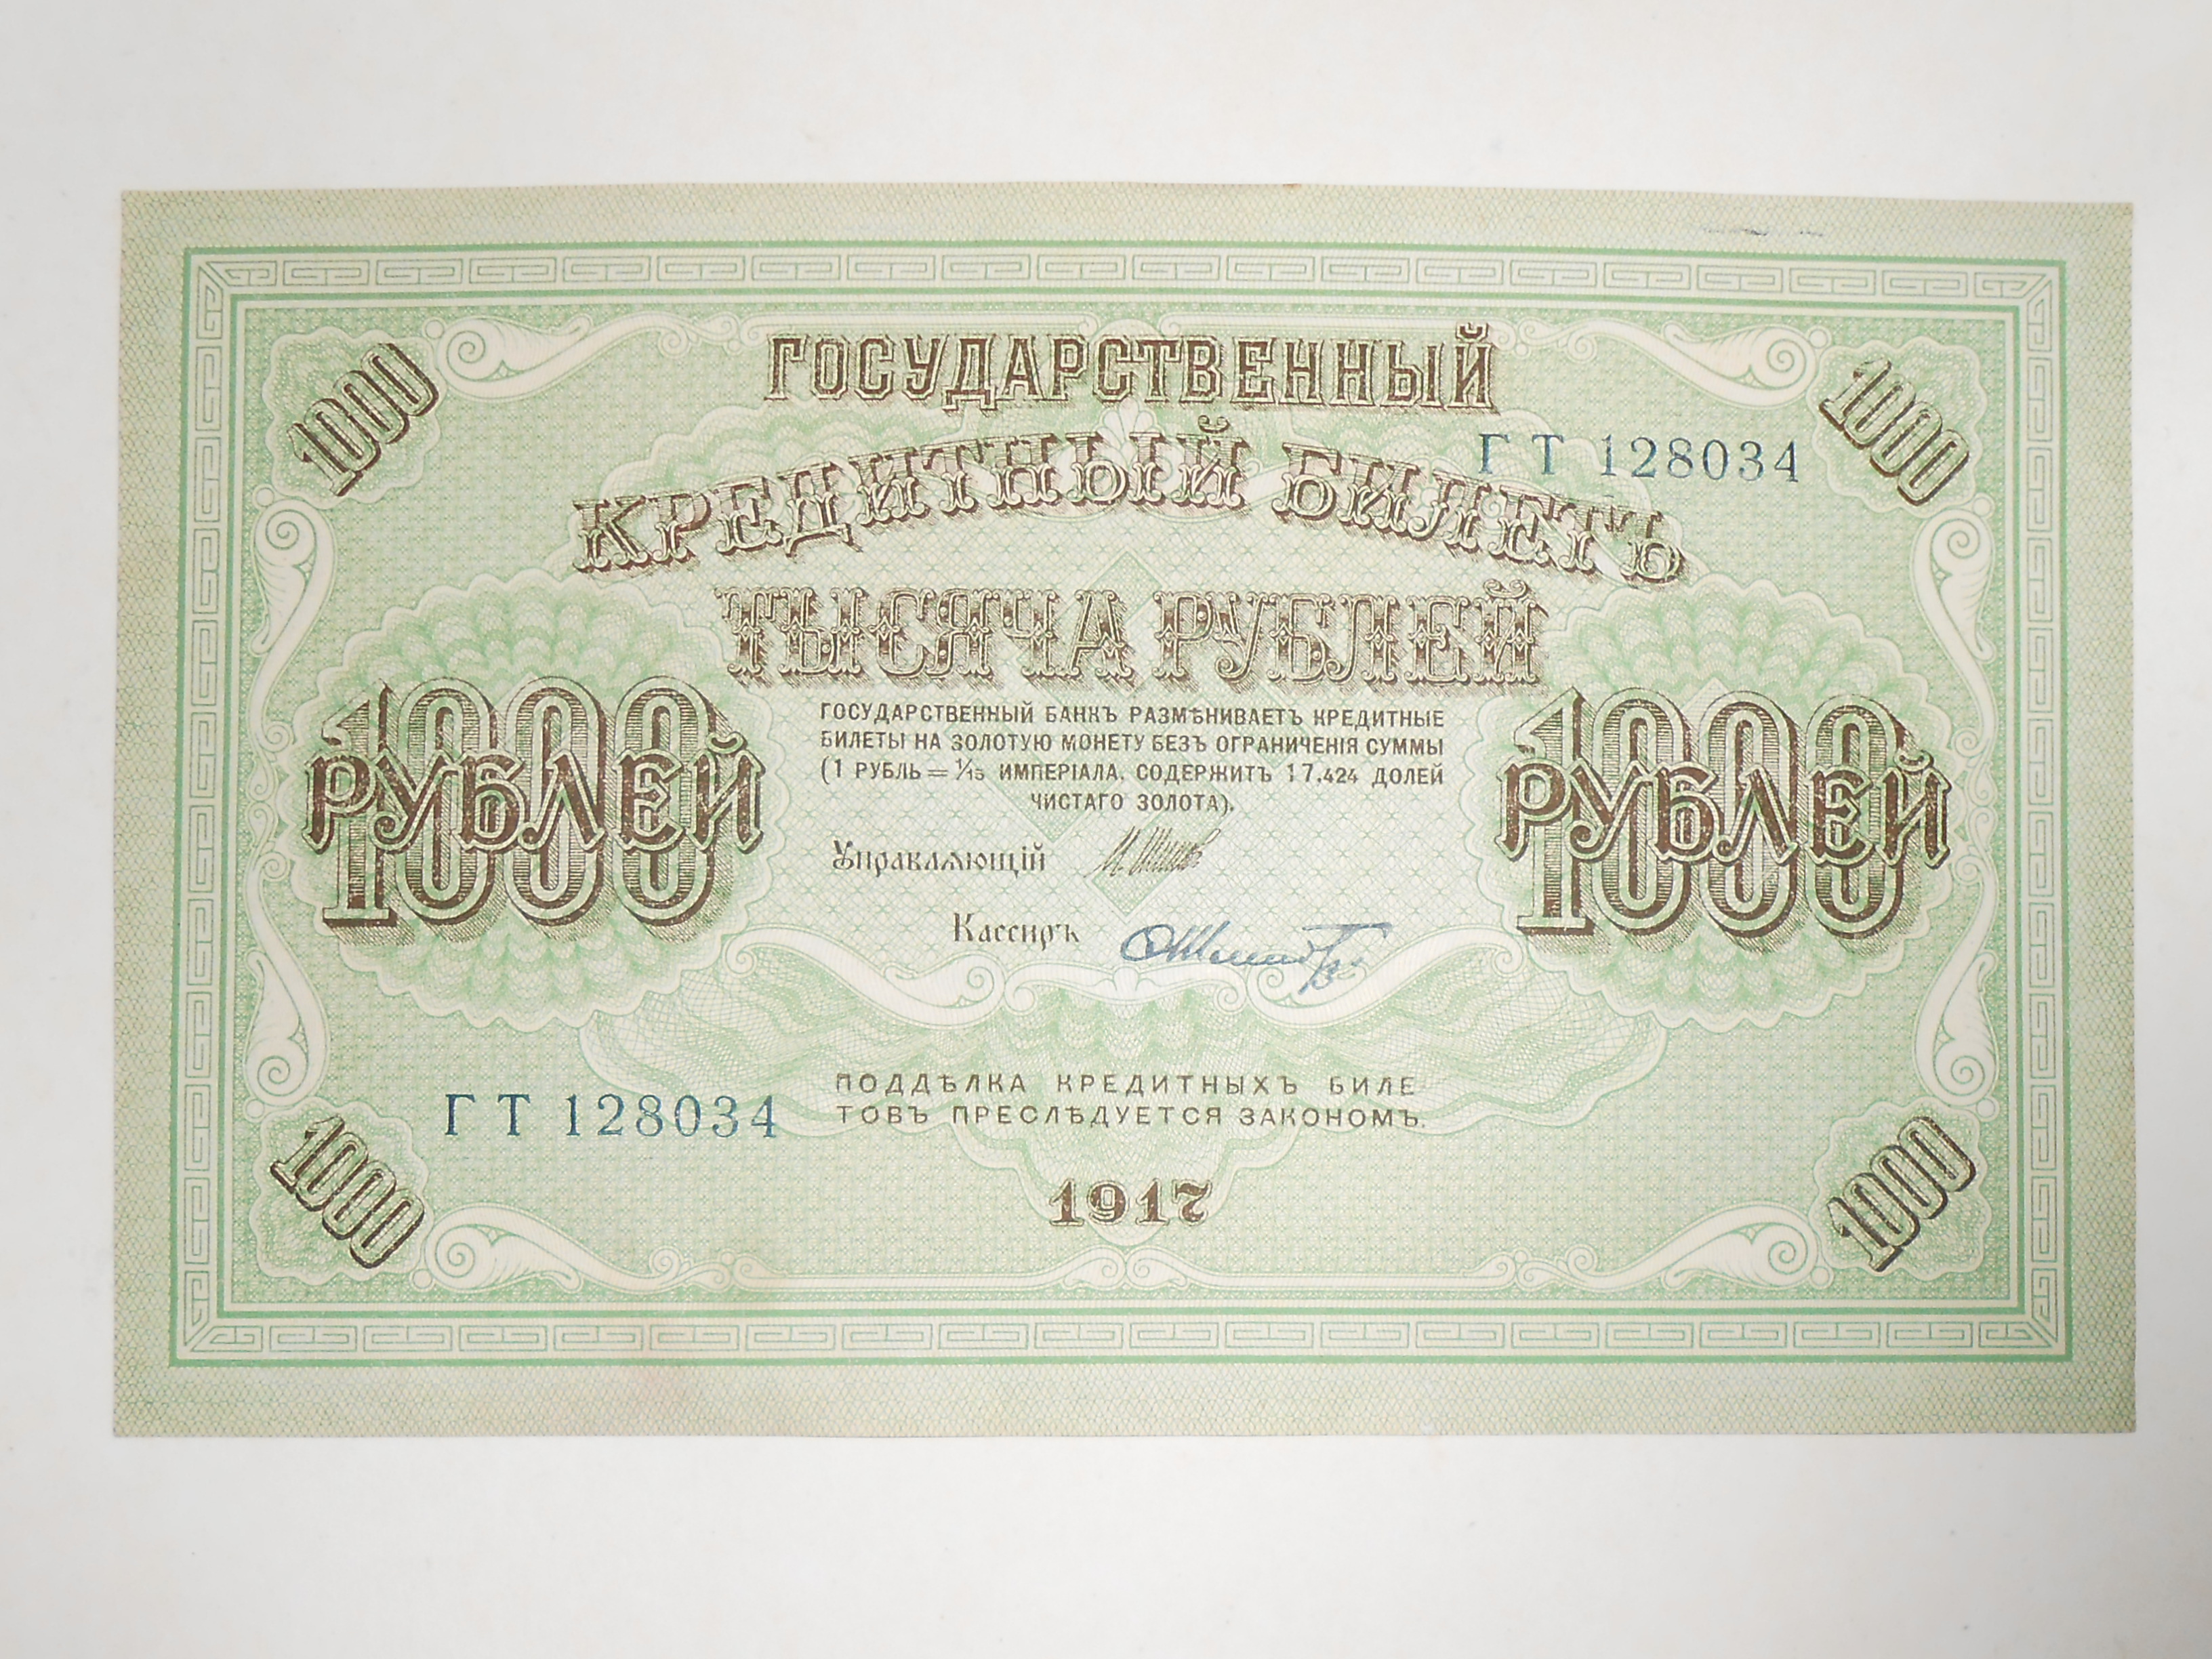 1000
ГОСУДАРСТВЕННЫЙ
1000
КРЕДИТНЫЙ БИЛЕТЪ
ГТ 128034
ТЫСЯЧА РУБЛЕЙ
1000
РУБЛЕЙ
ГОСУДАРСТВЕННЫЙ БАНКЪ РАЗМѢНИВАЕТЪ КРЕДИТНЫЕ
БИЛЕТЫ НА ЗОЛОТУЮ МОНЕТУ БЕЗЪ ОГРАНИЧЕНІЯ СУММЫ
(1 РУБЛЬ = 1/15 ИМПЕРІАЛА, СОДЕРЖИТЪ 17,424 ДОЛЕЙ
ЧИСТАГО ЗОЛОТА).
1000
РУБЛЕЙ
Управляющій
Кассиръ
ГТ 128034
ПОДДѢЛКА КРЕДИТНЫХЪ БИЛЕ
ТОВЪ ПРЕСЛѢДУЕТСЯ ЗАКОНОМЪ.
1000
1917
1000